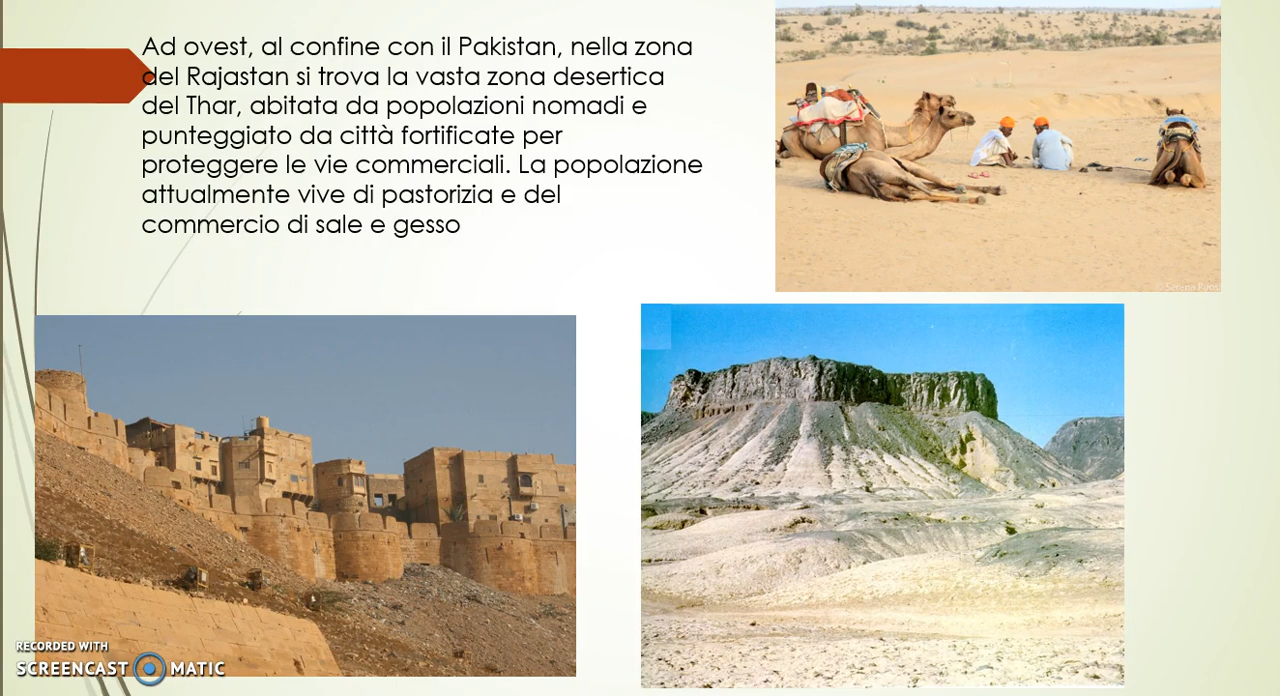 Ad ovest, al confine con il Pakistan, nella zona
del Rajastan si trova la vasta zona desertica
del Thar, abitata da popolazioni nomadi e
punteggiato da città fortificate per
proteggere le vie commerciali. La popolazione
attualmente vive di pastorizia e del
commercio di sale e gesso
RECORDED WITH
SCREENCAST MATIC